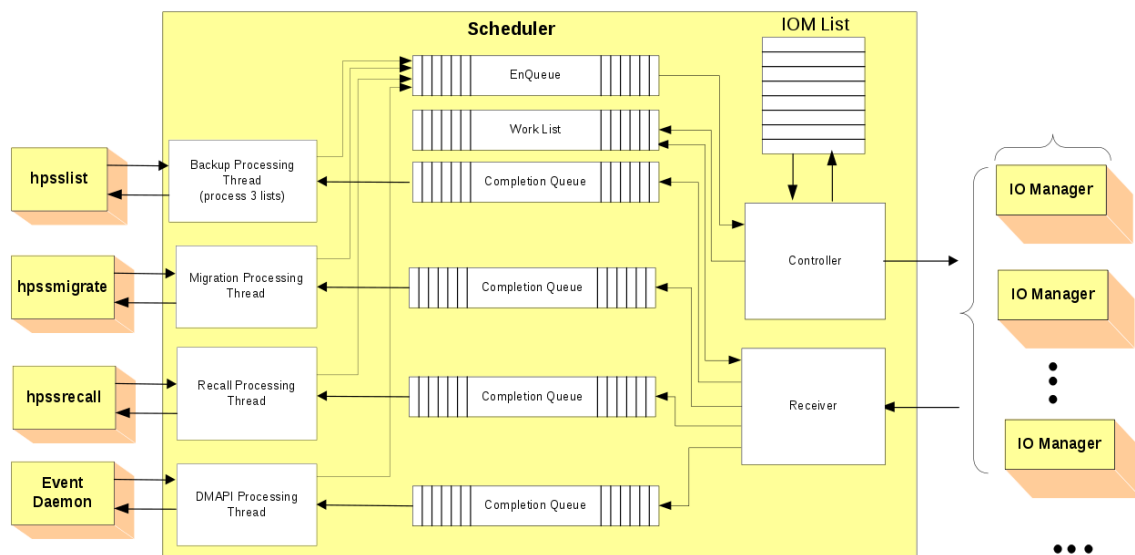 Scheduler
IOM List
EnQueue
Work List
Backup Processing
Thread
(process 3 lists)
Completion Queue
hpsslist
IO Manager
Migration Processing
Thread
Completion Queue
Controller
hpssmigrate
IO Manager
Recall Processing
Thread
Completion Queue
Receiver
hpssrecall
IO Manager
Event
Daemon
DMAPI Processing
Thread
Completion Queue